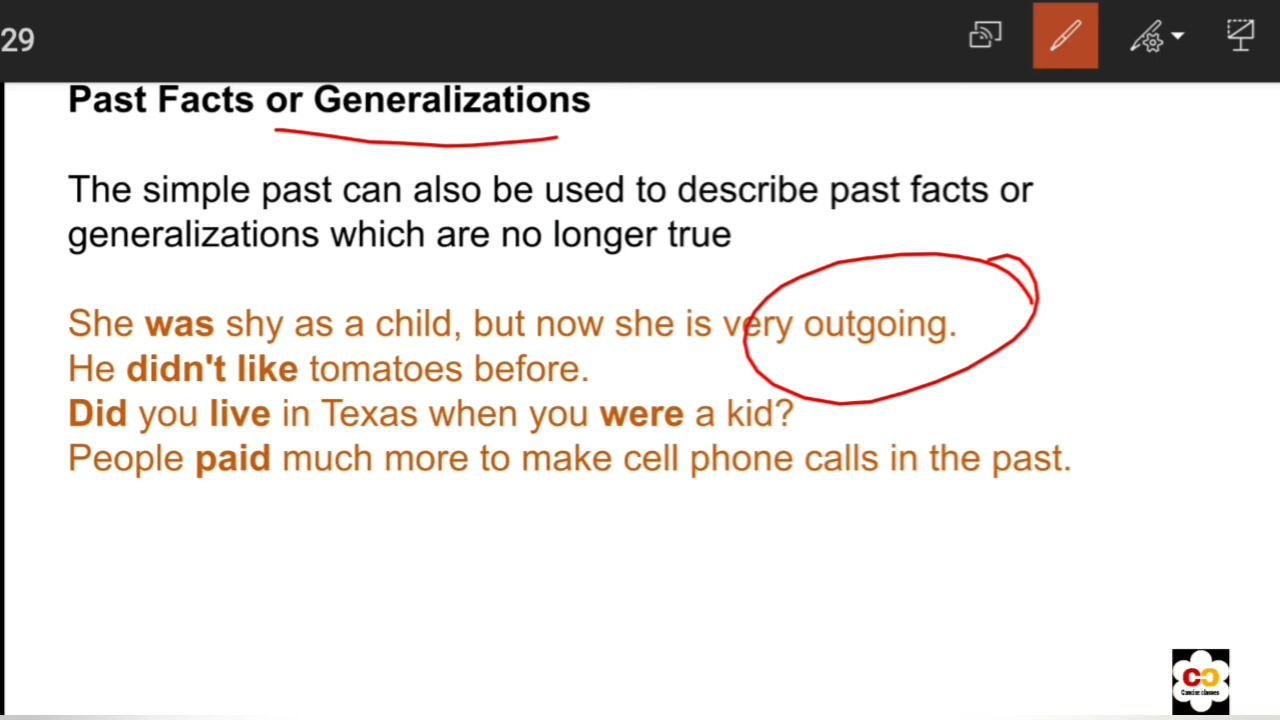 29
Past Facts or Generalizations
The simple past can also be used to describe past facts or
generalizations which are no longer true
She was shy as a child, but now she is very outgoing.
He didn't like tomatoes before.
Did you live in Texas when you were a kid?
People paid much more to make cell phone calls in the past.
CC